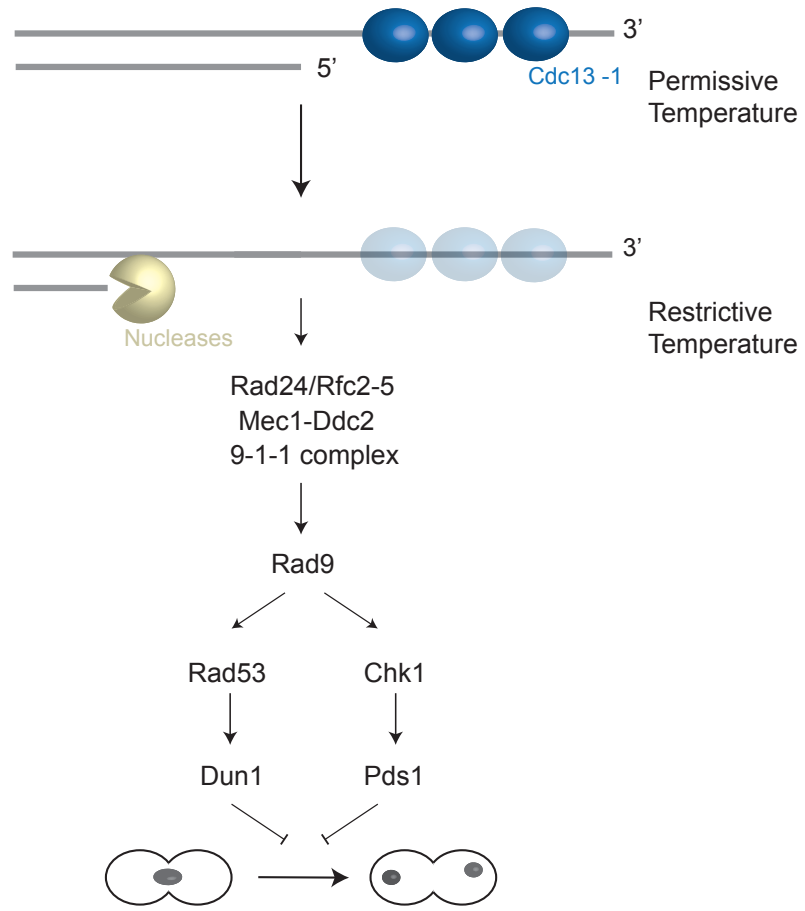 3’
5’
Cdc13 -1
Permissive
Temperature
3’
Nucleases
Restrictive
Temperature
Rad24/Rfc2-5
Mec1-Ddc2
9-1-1 complex
Rad9
Rad53
Chk1
Dun1
Pds1